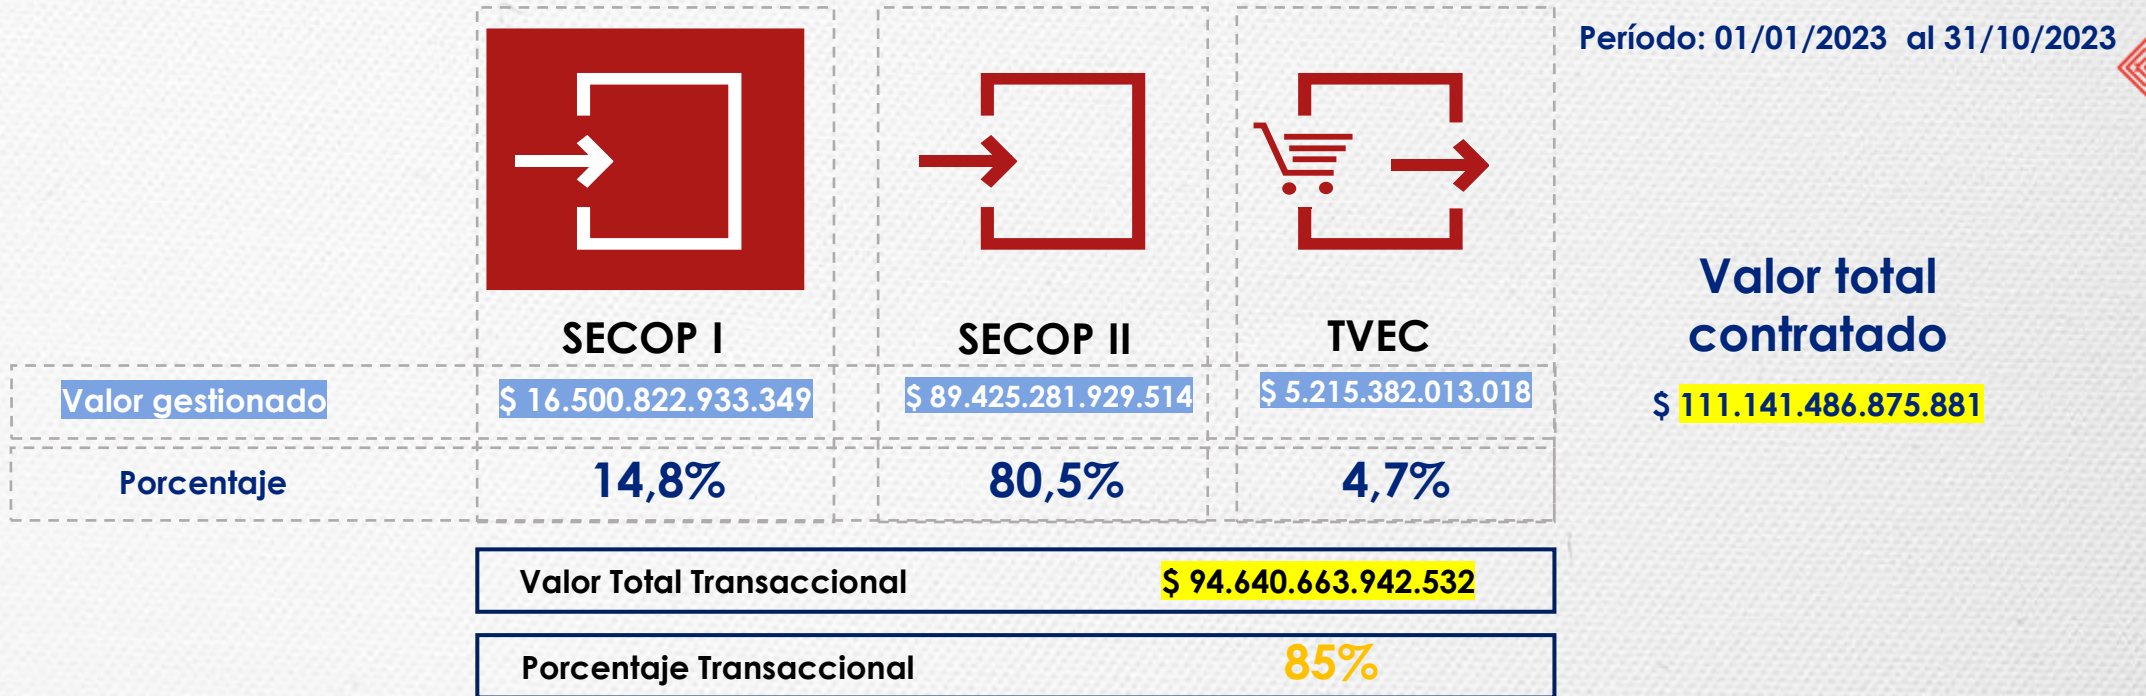 Período: 01/01/2023 al 31/10/2023
SECOP I
SECOP II
TVEC
Valor gestionado
$ 16.500.822.933.349
$ 89.425.281.929.514
$ 5.215.382.013.018
Porcentaje
14,8%
80,5%
4,7%
Valor total
contratado
$ 111.141.486.875.881
Valor Total Transaccional
$ 94.640.663.942.532
Porcentaje Transaccional
85%